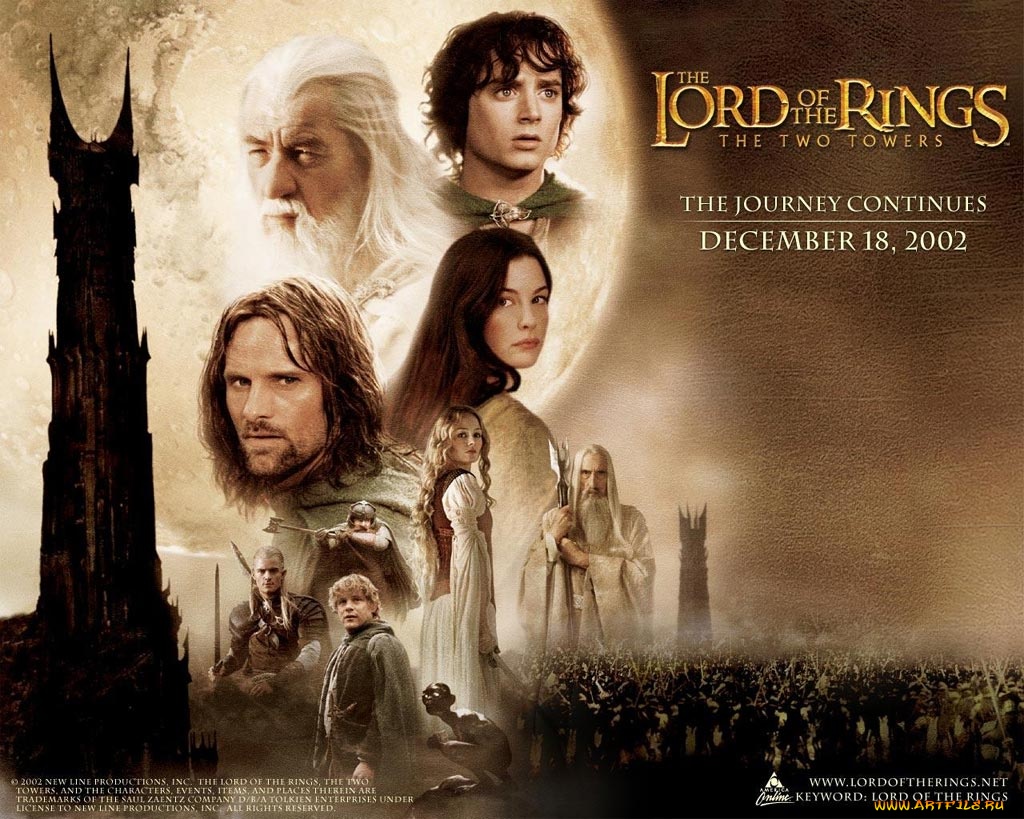 THE
LORD OF THE RINGS
THE TWO TOWERS
THE JOURNEY CONTINUES
DECEMBER 18, 2002
© 2002 NEW LINE PRODUCTIONS, INC. THE LORD OF THE RINGS, THE TWO
TOWERS, AND THE CHARACTERS, EVENTS, ITEMS, AND PLACES THEREIN ARE
TRADEMARKS OF THE SAUL ZAENTZ COMPANY D/B/A TOLKIEN ENTERPRISES UNDER
LICENSE TO NEW LINE PRODUCTIONS, INC. ALL RIGHTS RESERVED.
WWW.LORDOFTHERINGS.NET
AMERICA
Online KEYWORD: LORD OF THE RINGS
www.ARTFILE.RU